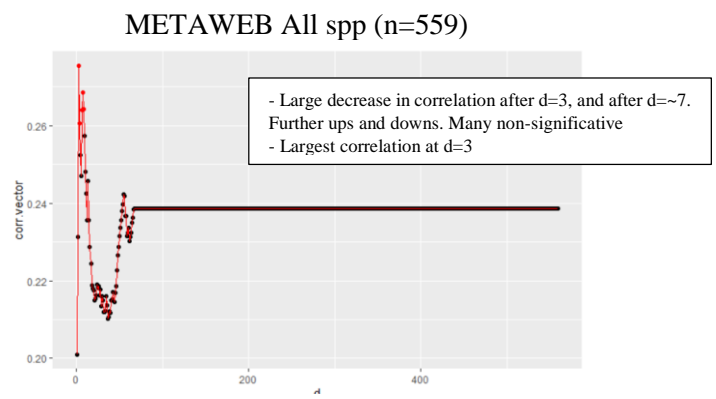 METAWEB All spp (n=559)
- Large decrease in correlation after d=3, and after d=~7.
Further ups and downs. Many non-significative
- Largest correlation at d=3
0.26
0.24
0.22
0.20
corr.vector
0
200
400
d